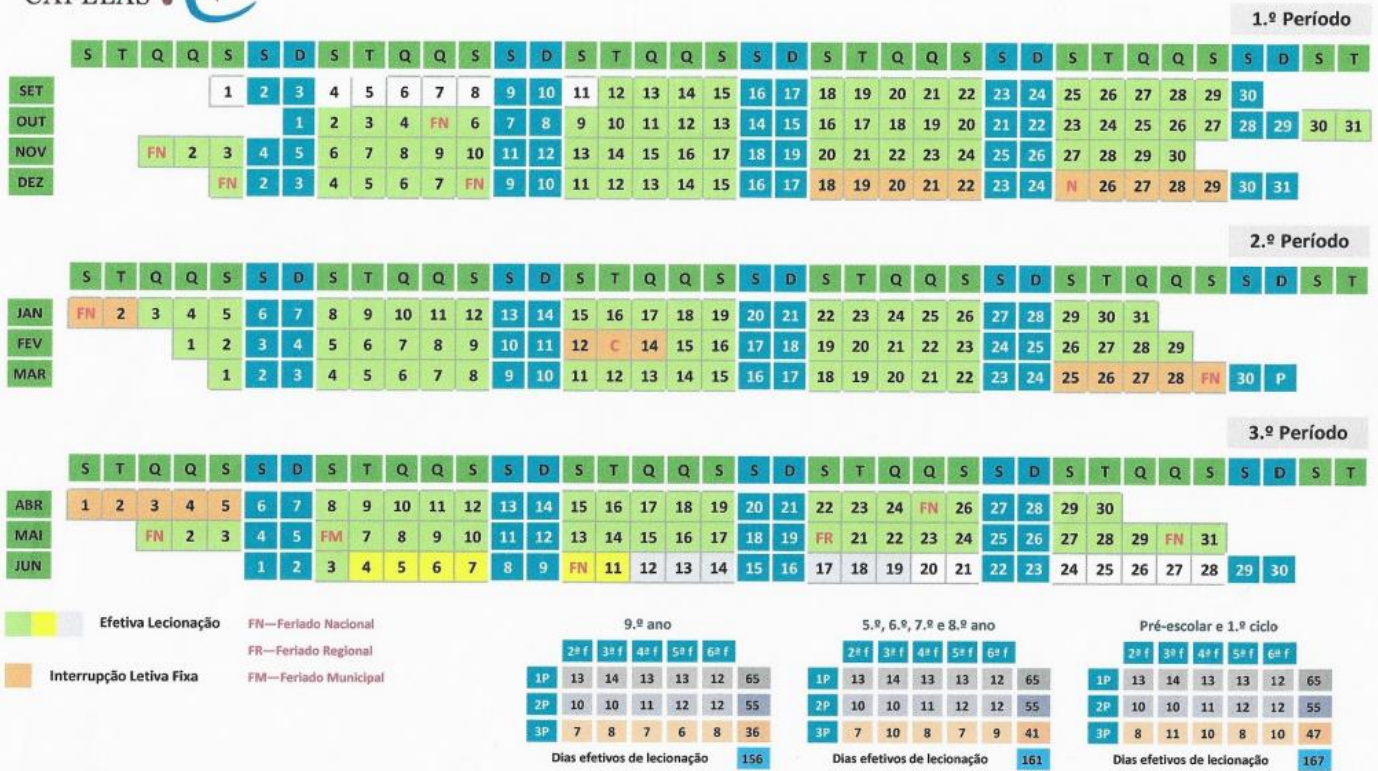 CAPELAS
1.º Período
S T Q Q S S D S T Q Q S S D S T Q Q S S D S T Q Q S S D S T Q Q S S D S T
SET 1 2 3 4 5 6 7 8 9 10 11 12 13 14 15 16 17 18 19 20 21 22 23 24 25 26 27 28 29 30
OUT 1 2 3 4 FN 6 7 8 9 10 11 12 13 14 15 16 17 18 19 20 21 22 23 24 25 26 27 28 29 30 31
NOV FN 2 3 4 5 6 7 8 9 10 11 12 13 14 15 16 17 18 19 20 21 22 23 24 25 26 27 28 29 30
DEZ FN 2 3 4 5 6 7 FN 9 10 11 12 13 14 15 16 17 18 19 20 21 22 23 24 N 26 27 28 29 30 31
2.º Período
S T Q Q S S D S T Q Q S S D S T Q Q S S D S T Q Q S S D S T Q Q S S D S T
JAN FN 2 3 4 5 6 7 8 9 10 11 12 13 14 15 16 17 18 19 20 21 22 23 24 25 26 27 28 29 30 31
FEV 1 2 3 4 5 6 7 8 9 10 11 12 C 14 15 16 17 18 19 20 21 22 23 24 25 26 27 28 29
MAR 1 2 3 4 5 6 7 8 9 10 11 12 13 14 15 16 17 18 19 20 21 22 23 24 25 26 27 28 FN 30 P
3.º Período
S T Q Q S S D S T Q Q S S D S T Q Q S S D S T Q Q S S D S T Q Q S S D S T
ABR 1 2 3 4 5 6 7 8 9 10 11 12 13 14 15 16 17 18 19 20 21 22 23 24 FN 26 27 28 29 30
MAI FN 2 3 4 5 FM 7 8 9 10 11 12 13 14 15 16 17 18 19 FR 21 22 23 24 25 26 27 28 29 FN 31
JUN 1 2 3 4 5 6 7 8 9 FN 11 12 13 14 15 16 17 18 19 20 21 22 23 24 25 26 27 28 29 30
Efetiva Lecionação
Interrupção Letiva Fixa
FN—Feriado Nacional
FR—Feriado Regional
FM—Feriado Municipal
9.º ano
2ª f 3ª f 4ª f 5ª f 6ª f
1P 13 14 13 13 12 65
2P 10 10 11 12 12 55
3P 7 8 7 6 8 36
Dias efetivos de lecionação 156
5.º, 6.º, 7.º e 8.º ano
2ª f 3ª f 4ª f 5ª f 6ª f
1P 13 14 13 13 12 65
2P 10 10 11 12 12 55
3P 7 10 8 7 9 41
Dias efetivos de lecionação 161
Pré-escolar e 1.º ciclo
2ª f 3ª f 4ª f 5ª f 6ª f
1P 13 14 13 13 12 65
2P 10 10 11 12 12 55
3P 8 11 10 8 10 47
Dias efetivos de lecionação 167